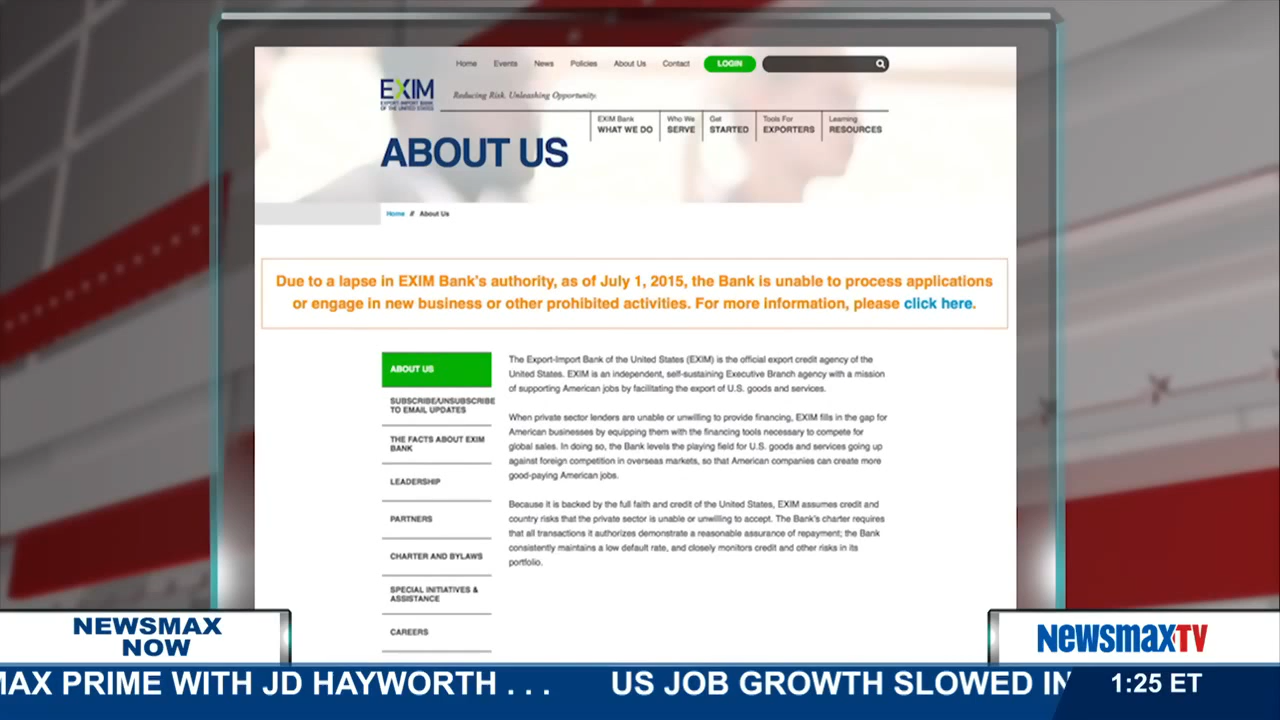 Home Events News Policies About Us Contact LOGIN
EXIM
EXPORT-IMPORT BANK
OF THE UNITED STATES
Reducing Risk. Unleashing Opportunity.
EXIM Bank
WHAT WE DO
Who We
SERVE
Get
STARTED
Tools For
EXPORTERS
Learning
RESOURCES
ABOUT US
Home // About Us
Due to a lapse in EXIM Bank's authority, as of July 1, 2015, the Bank is unable to process applications
or engage in new business or other prohibited activities. For more information, please click here.
ABOUT US
SUBSCRIBE/UNSUBSCRIBE
TO EMAIL UPDATES
THE FACTS ABOUT EXIM
BANK
LEADERSHIP
PARTNERS
CHARTER AND BYLAWS
SPECIAL INITIATIVES &
ASSISTANCE
CAREERS
The Export-Import Bank of the United States (EXIM) is the official export credit agency of the
United States. EXIM is an independent, self-sustaining Executive Branch agency with a mission
of supporting American jobs by facilitating the export of U.S. goods and services.
When private sector lenders are unable or unwilling to provide financing, EXIM fills in the gap for
American businesses by equipping them with the financing tools necessary to compete for
global sales. In doing so, the Bank levels the playing field for U.S. goods and services going up
against foreign competition in overseas markets, so that American companies can create more
good-paying American jobs.
Because it is backed by the full faith and credit of the United States, EXIM assumes credit and
country risks that the private sector is unable or unwilling to accept. The Bank's charter requires
that all transactions it authorizes demonstrate a reasonable assurance of repayment; the Bank
consistently maintains a low default rate, and closely monitors credit and other risks in its
portfolio.
NEWSMAX
NOW
NEWSMAXTV
MAX PRIME WITH JD HAYWORTH . . . US JOB GROWTH SLOWED IN
1:25 ET